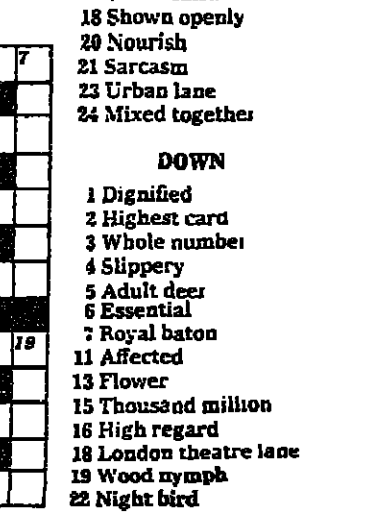 18 Shown openly
20 Nourish
21 Sarcasm
23 Urban lane
24 Mixed together
DOWN
1 Dignified
2 Highest card
3 Whole number
4 Slippery
5 Adult deer
6 Essential
7 Royal baton
11 Affected
13 Flower
15 Thousand million
16 High regard
18 London theatre lane
19 Wood nymph
22 Night bird
7
19